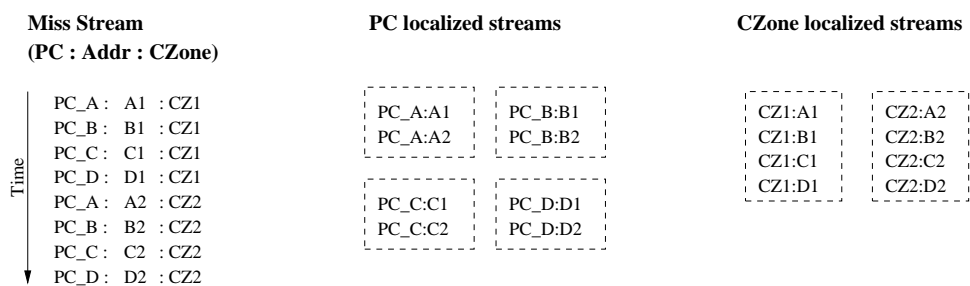 Miss Stream
(PC : Addr : CZone)
Time
PC_A : A1 : CZ1
PC_B : B1 : CZ1
PC_C : C1 : CZ1
PC_D : D1 : CZ1
PC_A : A2 : CZ2
PC_B : B2 : CZ2
PC_C : C2 : CZ2
PC_D : D2 : CZ2
PC localized streams
PC_A:A1
PC_A:A2
PC_B:B1
PC_B:B2
PC_C:C1
PC_C:C2
PC_D:D1
PC_D:D2
CZone localized streams
CZ1:A1
CZ1:B1
CZ1:C1
CZ1:D1
CZ2:A2
CZ2:B2
CZ2:C2
CZ2:D2